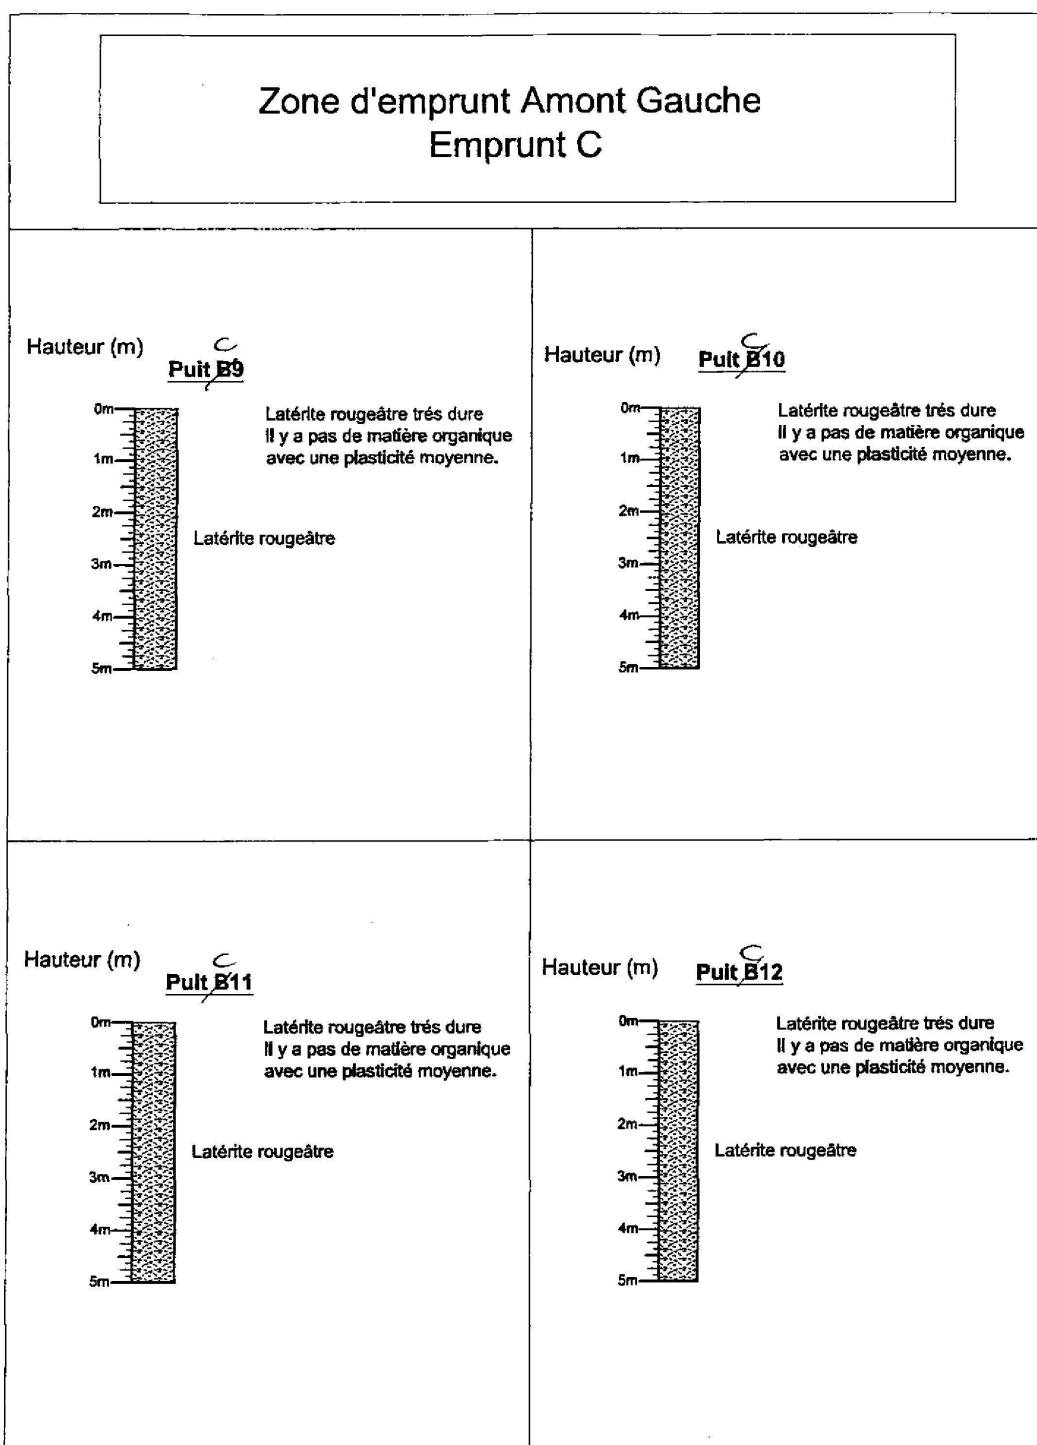 Zone d'emprunt Amont Gauche
Emprunt C
Hauteur (m)
C
Puit B9
0m
Latérite rougeâtre trés dure
Il y a pas de matière organique
avec une plasticité moyenne.
1m
2m
Latérite rougeâtre
3m
4m
5m
Hauteur (m)
C
Puit B10
0m
Latérite rougeâtre trés dure
Il y a pas de matière organique
avec une plasticité moyenne.
1m
2m
Latérite rougeâtre
3m
4m
5m
Hauteur (m)
C
Puit B11
0m
Latérite rougeâtre trés dure
Il y a pas de matière organique
avec une plasticité moyenne.
1m
2m
Latérite rougeâtre
3m
4m
5m
Hauteur (m)
C
Puit B12
0m
Latérite rougeâtre trés dure
Il y a pas de matière organique
avec une plasticité moyenne.
1m
2m
Latérite rougeâtre
3m
4m
5m